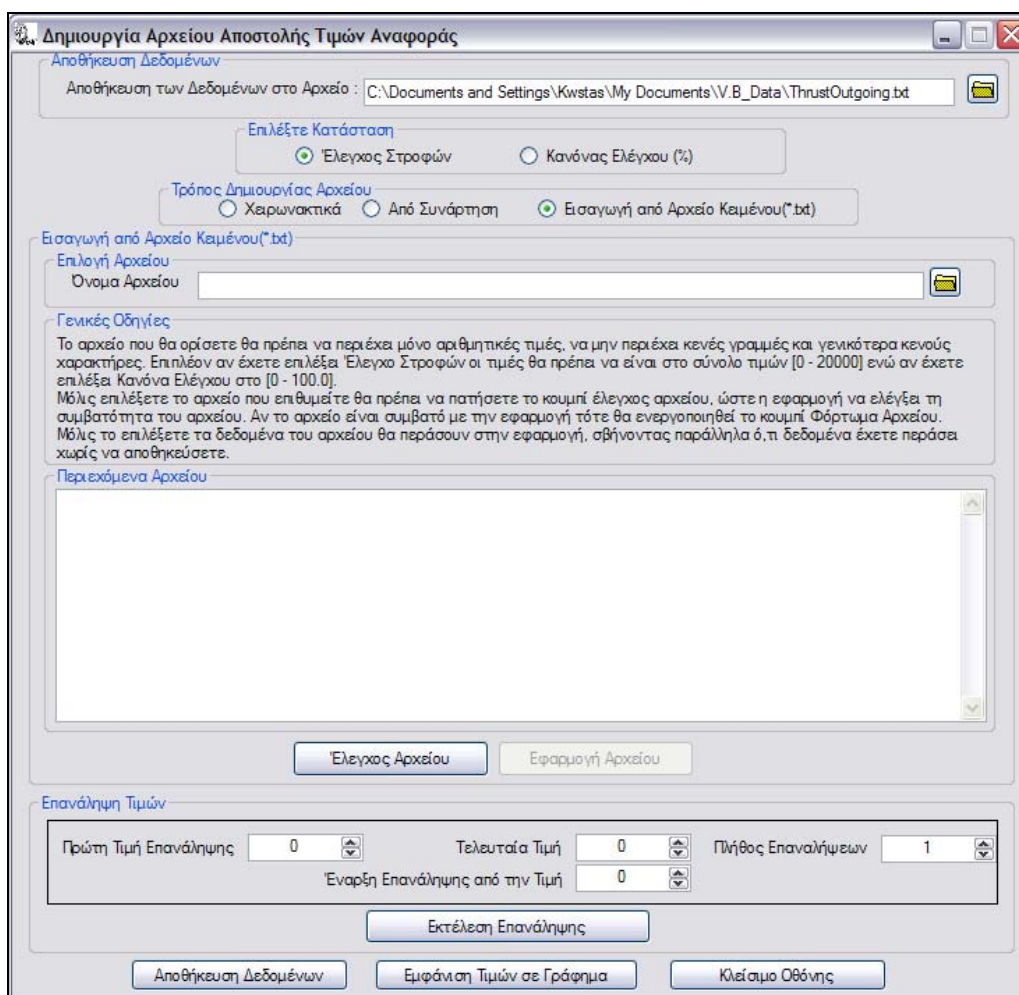 Δημιουργία Αρχείου Αποστολής Τιμών Αναφοράς
Αποθήκευση Δεδομένων
Αποθήκευση των Δεδομένων στο Αρχείο : C:\Documents and Settings\Kwstas\My Documents\V.B_Data\ThrustOutgoing.txt
Επιλέξτε Κατάσταση
Έλεγχος Στροφών Κανόνας Ελέγχου (%)
Τρόπος Δημιουργίας Αρχείου
Χειρωνακτικά Από Συνάρτηση Εισαγωγή από Αρχείο Κειμένου(*.txt)
Εισαγωγή από Αρχείο Κειμένου(*.txt)
Επιλογή Αρχείου
Όνομα Αρχείου
Γενικές Οδηγίες
Το αρχείο που θα ορίσετε θα πρέπει να περιέχει μόνο αριθμητικές τιμές, να μην περιέχει κενές γραμμές και γενικότερα κενούς
χαρακτήρες. Επιπλέον αν έχετε επιλέξει Έλεγχο Στροφών οι τιμές θα πρέπει να είναι στο σύνολο τιμών [0 - 20000] ενώ αν έχετε
επιλέξει Κανόνα Ελέγχου στο [0 - 100.0].
Μόλις επιλέξετε το αρχείο που επιθυμείτε θα πρέπει να πατήσετε το κουμπί έλεγχος αρχείου, ώστε η εφαρμογή να ελέγξει τη
συμβατότητα του αρχείου. Αν το αρχείο είναι συμβατό με την εφαρμογή τότε θα ενεργοποιηθεί το κουμπί Φόρτωμα Αρχείου.
Μόλις το επιλέξετε τα δεδομένα του αρχείου θα περάσουν στην εφαρμογή, σβήνοντας παράλληλα ό,τι δεδομένα έχετε περάσει
χωρίς να αποθηκεύσετε.
Περιεχόμενα Αρχείου
Έλεγχος Αρχείου Εφαρμογή Αρχείου
Επανάληψη Τιμών
Πρώτη Τιμή Επανάληψης 0 Τελευταία Τιμή 0 Πλήθος Επαναλήψεων 1
Έναρξη Επανάληψης από την Τιμή 0
Εκτέλεση Επανάληψης
Αποθήκευση Δεδομένων Εμφάνιση Τιμών σε Γράφημα Κλείσιμο Οθόνης